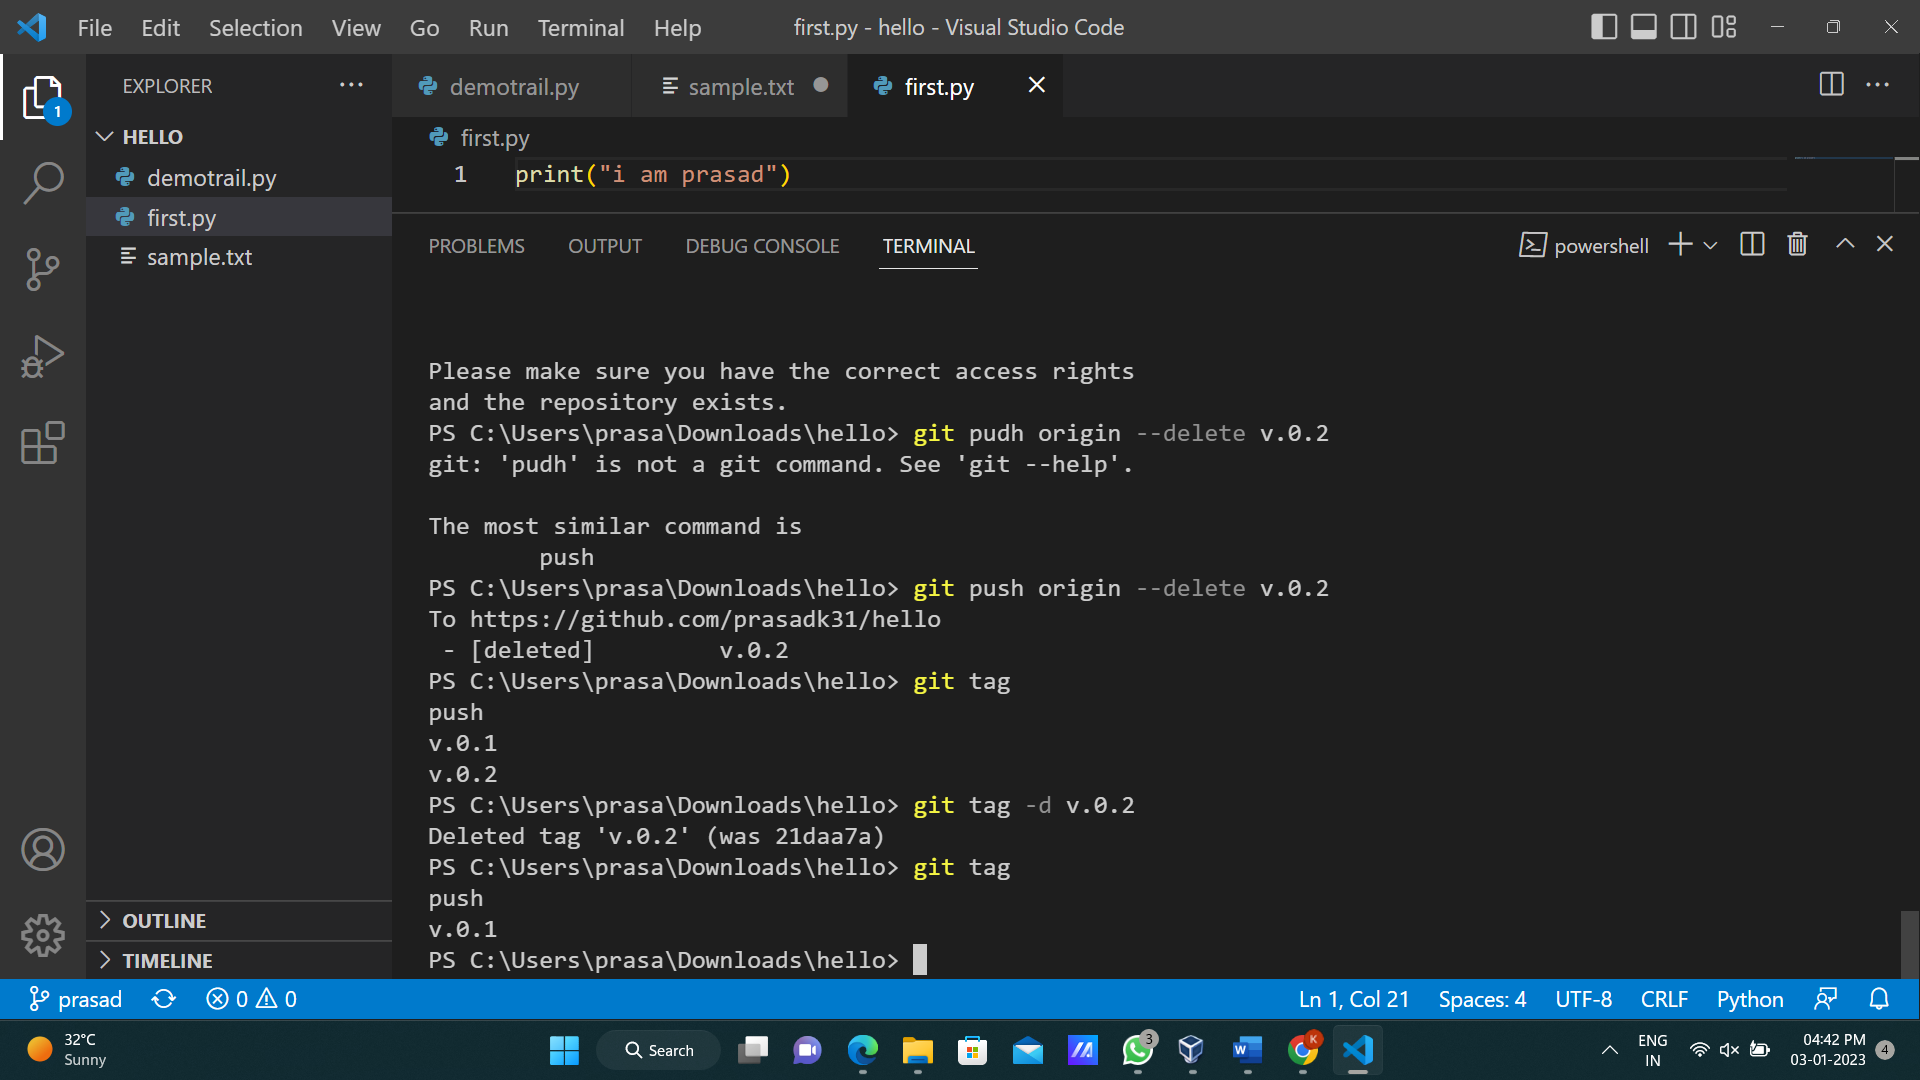 File Edit Selection View Go Run Terminal Help first.py - hello - Visual Studio Code
EXPLORER
demotrail.py sample.txt first.py
1
HELLO
demotrail.py
first.py
sample.txt
first.py
1 print("i am prasad")
PROBLEMS OUTPUT DEBUG CONSOLE TERMINAL powershell
Please make sure you have the correct access rights
and the repository exists.
PS C:\Users\prasa\Downloads\hello> git pudh origin --delete v.0.2
git: 'pudh' is not a git command. See 'git --help'.
The most similar command is
push
PS C:\Users\prasa\Downloads\hello> git push origin --delete v.0.2
To https://github.com/prasadk31/hello
- [deleted] v.0.2
PS C:\Users\prasa\Downloads\hello> git tag
push
v.0.1
v.0.2
PS C:\Users\prasa\Downloads\hello> git tag -d v.0.2
Deleted tag 'v.0.2' (was 21daa7a)
PS C:\Users\prasa\Downloads\hello> git tag
push
v.0.1
PS C:\Users\prasa\Downloads\hello>
OUTLINE
TIMELINE
prasad 0 0 Ln 1, Col 21 Spaces: 4 UTF-8 CRLF Python
32°C
Sunny
Search
3
W
K
ENG
IN
04:42 PM
03-01-2023
4